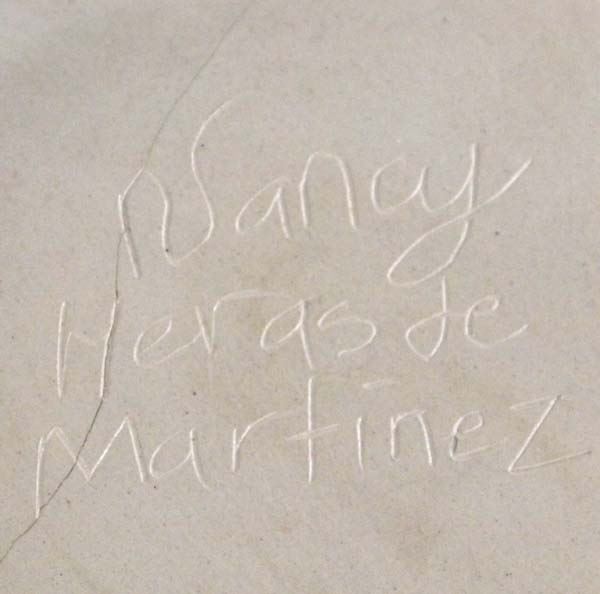 Nancy
Heras de
Martinez